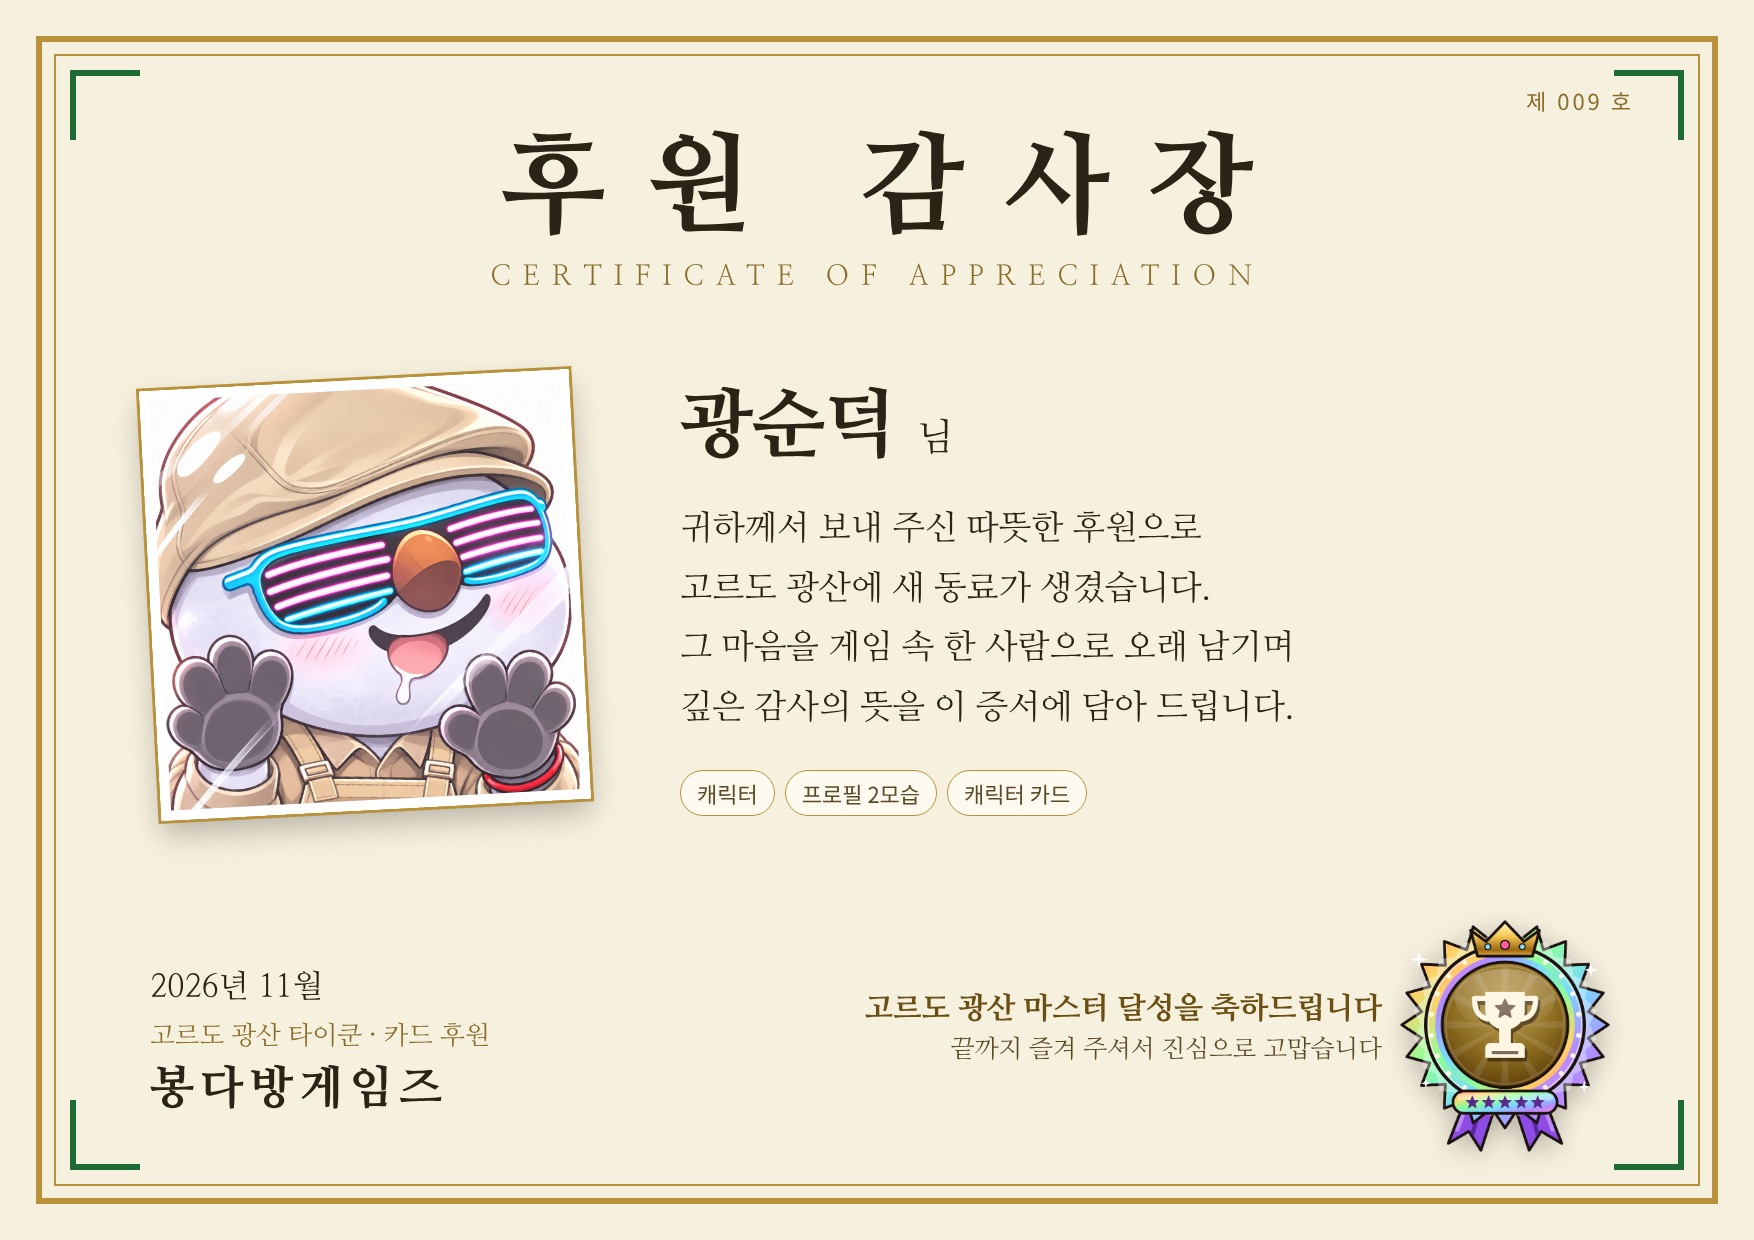 제 009 호
후원 감사장
CERTIFICATE OF APPRECIATION
광순덕 님
귀하께서 보내 주신 따뜻한 후원으로
고르도 광산에 새 동료가 생겼습니다.
그 마음을 게임 속 한 사람으로 오래 남기며
깊은 감사의 뜻을 이 증서에 담아 드립니다.
캐릭터 프로필 2모습 캐릭터 카드
2026년 11월
고르도 광산 타이쿤 · 카드 후원
봉다방게임즈
고르도 광산 마스터 달성을 축하드립니다
끝까지 즐겨 주셔서 진심으로 고맙습니다